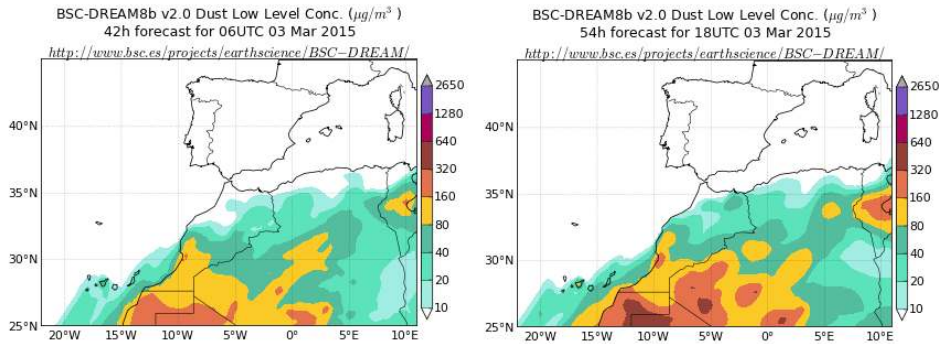 BSC-DREAM8b v2.0 Dust Low Level Conc. (μg/m³ )
42h forecast for 06UTC 03 Mar 2015
http://www.bsc.es/projects/earthscience/BSC−DREAM/
40°N
35°N
30°N
25°N
20°W
15°W
10°W
5°W
0°
5°E
10°E
2650
1280
640
320
160
80
40
20
10
BSC-DREAM8b v2.0 Dust Low Level Conc. (μg/m³ )
54h forecast for 18UTC 03 Mar 2015
http://www.bsc.es/projects/earthscience/BSC−DREAM/
40°N
35°N
30°N
25°N
20°W
15°W
10°W
5°W
0°
5°E
10°E
2650
1280
640
320
160
80
40
20
10